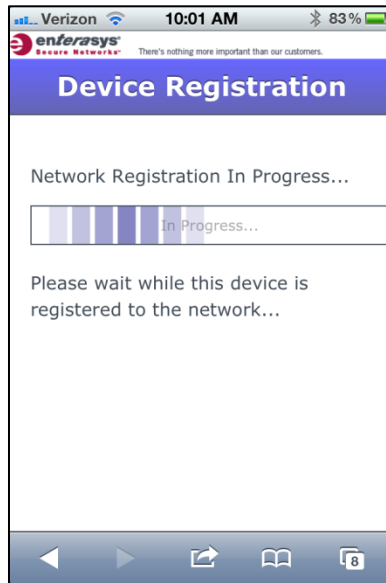 Verizon 10:01 AM 83%
enterasys
Secure Networks There's nothing more important than our customers.
Device Registration
Network Registration In Progress...
In Progress...
Please wait while this device is
registered to the network...
8